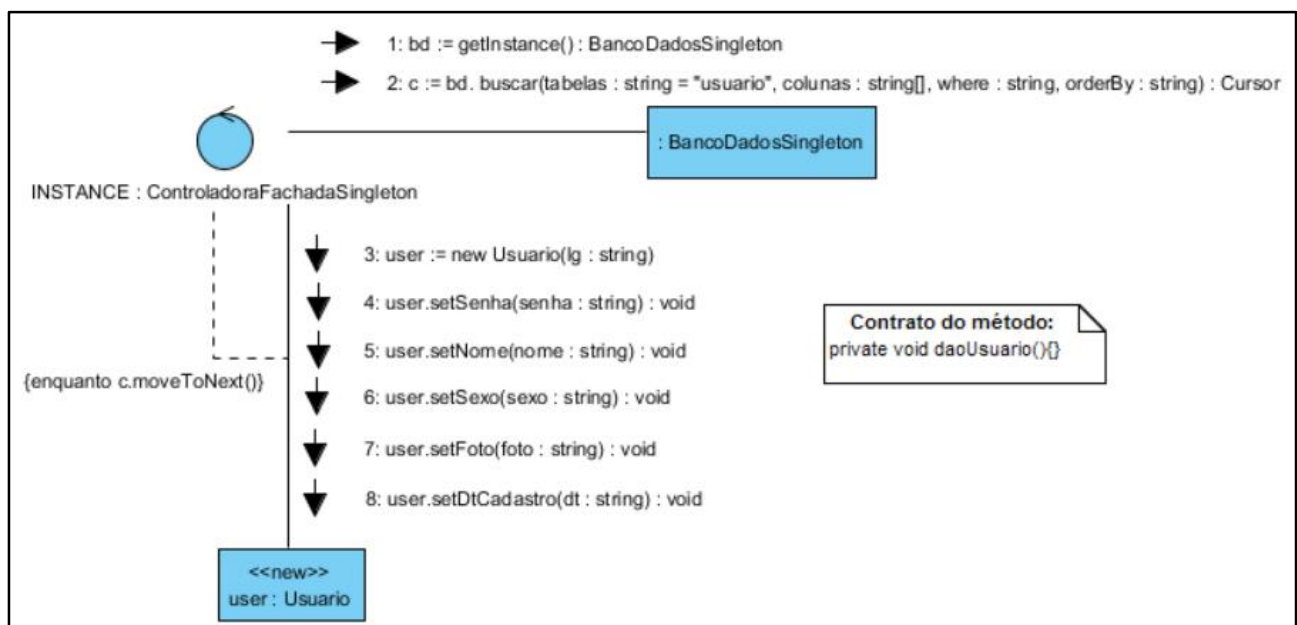 1: bd := getInstance() : BancoDadosSingleton
2: c := bd. buscar(tabelas : string = "usuario", colunas : string[], where : string, orderBy : string) : Cursor
: BancoDadosSingleton
INSTANCE : ControladoraFachadaSingleton
3: user := new Usuario(lg : string)
4: user.setSenha(senha : string) : void
Contrato do método:
private void daoUsuario(){}
5: user.setNome(nome : string) : void
{enquanto c.moveToNext()}
6: user.setSexo(sexo : string) : void
7: user.setFoto(foto : string) : void
8: user.setDtCadastro(dt : string) : void
<<new>>
user : Usuario